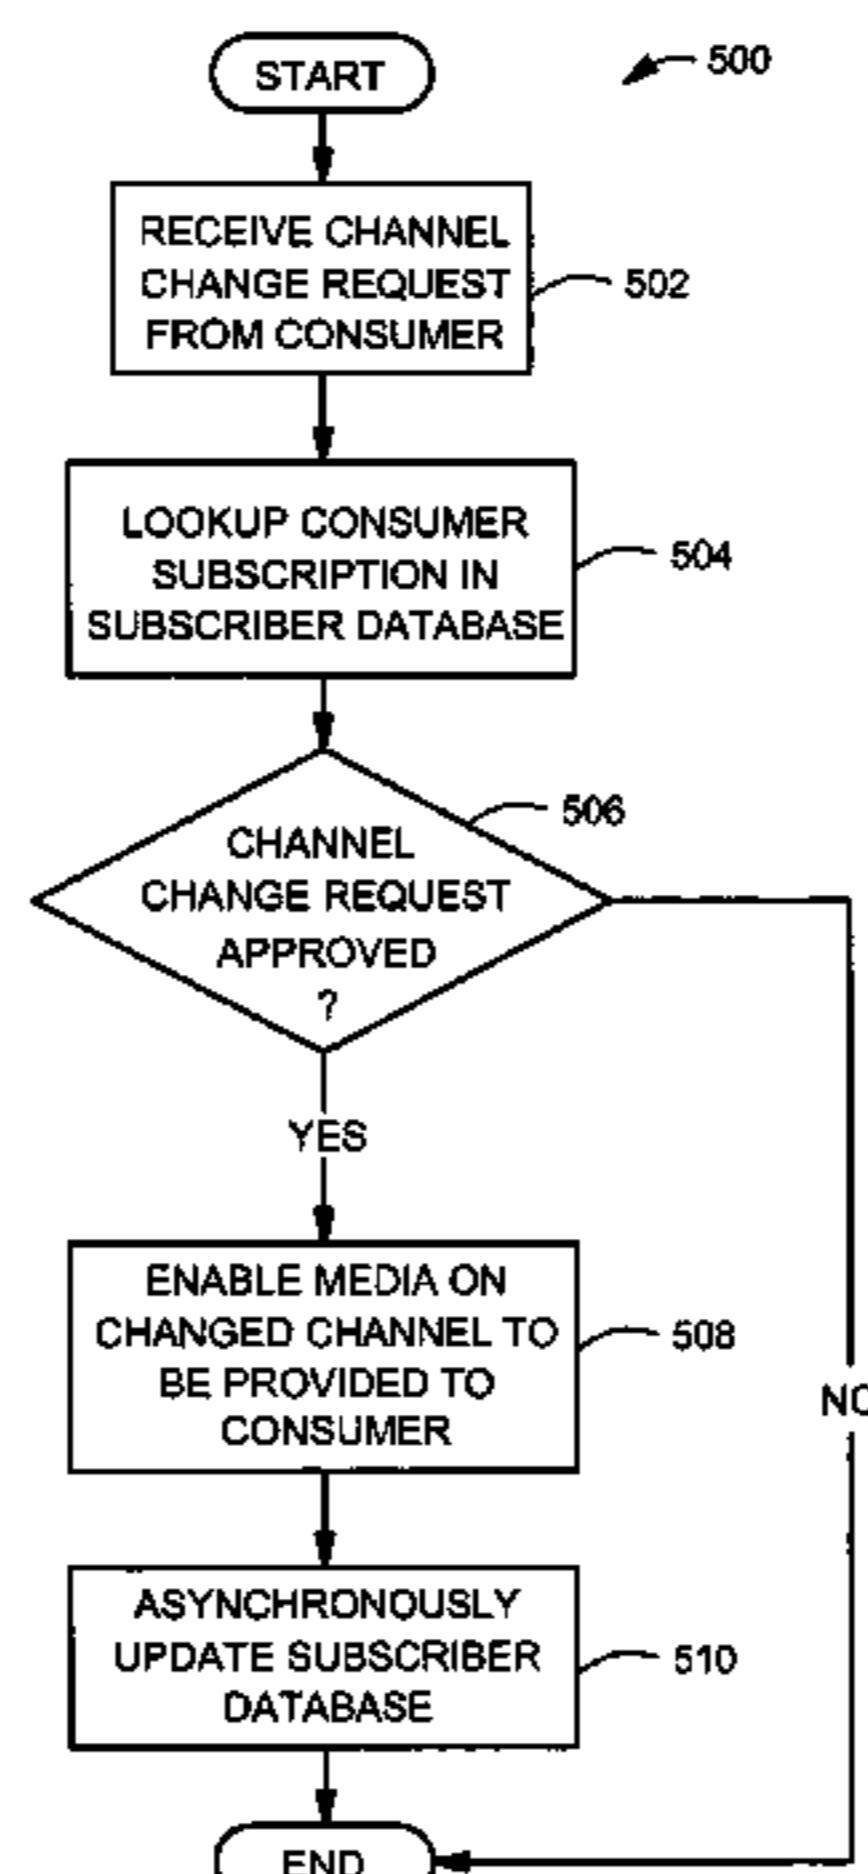 START
500
RECEIVE CHANNEL
CHANGE REQUEST
FROM CONSUMER
502
LOOKUP CONSUMER
SUBSCRIPTION IN
SUBSCRIBER DATABASE
504
506
CHANNEL
CHANGE REQUEST
APPROVED
?
YES
ENABLE MEDIA ON
CHANGED CHANNEL TO
BE PROVIDED TO
CONSUMER
508
NO
ASYNCHRONOUSLY
UPDATE SUBSCRIBER
DATABASE
510
END